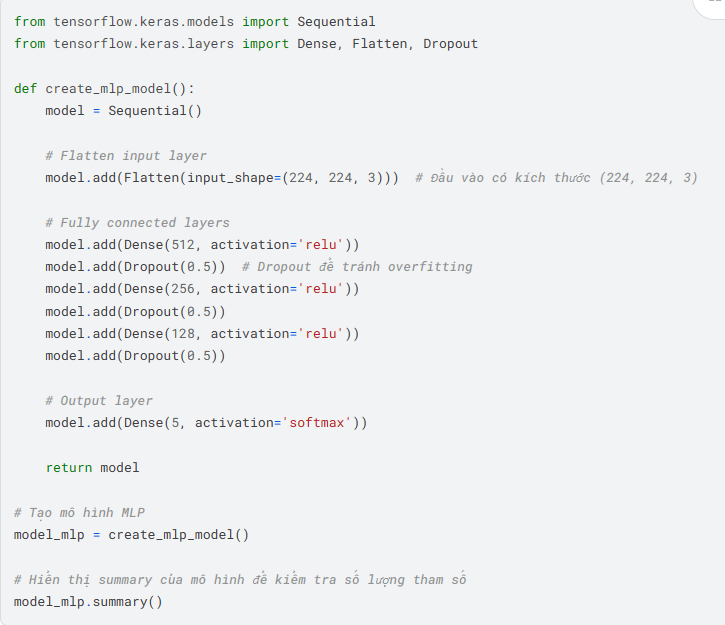 from tensorflow.keras.models import Sequential
from tensorflow.keras.layers import Dense, Flatten, Dropout

def create_mlp_model():
    model = Sequential()

    # Flatten input layer
    model.add(Flatten(input_shape=(224, 224, 3)))  # Đầu vào có kích thước (224, 224, 3)

    # Fully connected layers
    model.add(Dense(512, activation='relu'))
    model.add(Dropout(0.5))  # Dropout để tránh overfitting
    model.add(Dense(256, activation='relu'))
    model.add(Dropout(0.5))
    model.add(Dense(128, activation='relu'))
    model.add(Dropout(0.5))

    # Output layer
    model.add(Dense(5, activation='softmax'))

    return model

# Tạo mô hình MLP
model_mlp = create_mlp_model()

# Hiển thị summary của mô hình để kiểm tra số lượng tham số
model_mlp.summary()